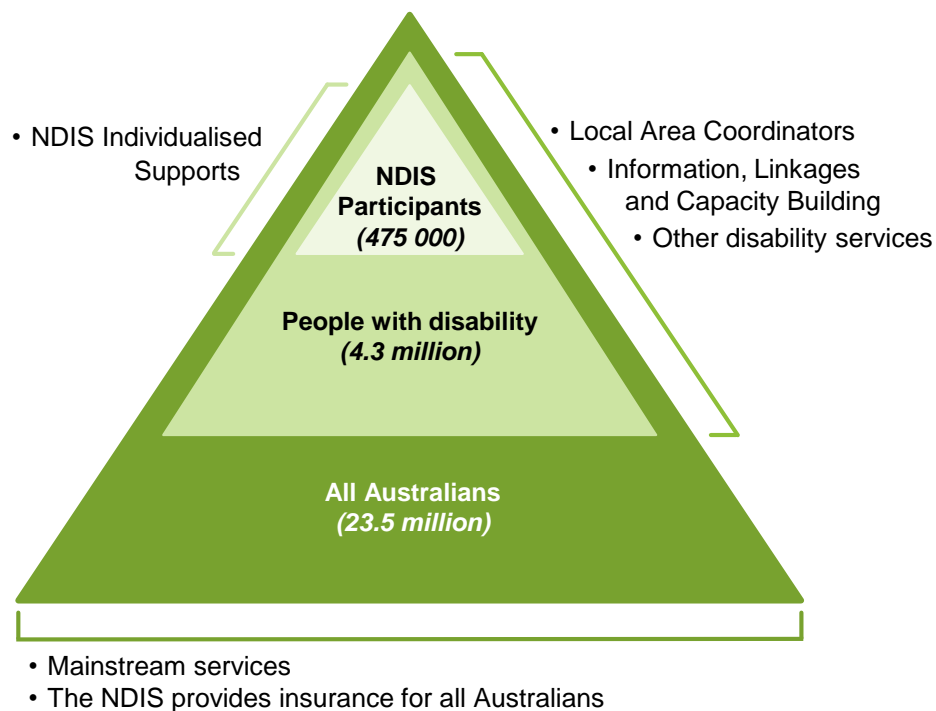 • NDIS Individualised
Supports
NDIS
Participants
(475 000)
• Local Area Coordinators
• Information, Linkages
and Capacity Building
• Other disability services
People with disability
(4.3 million)
All Australians
(23.5 million)
• Mainstream services
• The NDIS provides insurance for all Australians